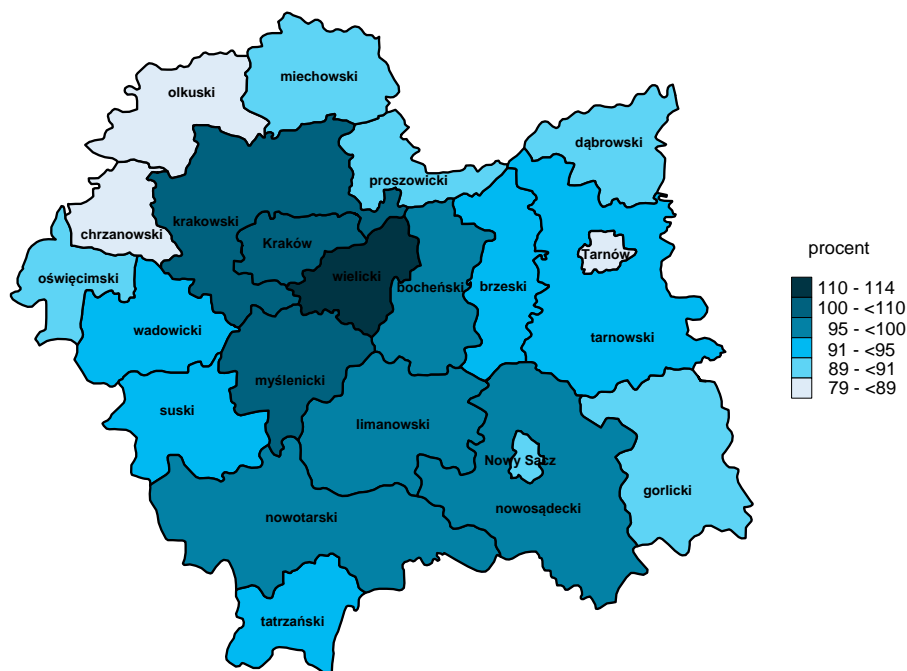 miechowski
olkuski
dąbrowski
proszowicki
krakowski
chrzanowski
Kraków
Tarnów
oświęcimski
wielicki
bocheński
brzeski
wadowicki
tarnowski
myślenicki
suski
limanowski
Nowy Sącz
gorlicki
nowosądecki
nowotarski
tatrzański
procent
110 - 114
100 - <110
95 - <100
91 - <95
89 - <91
79 - <89